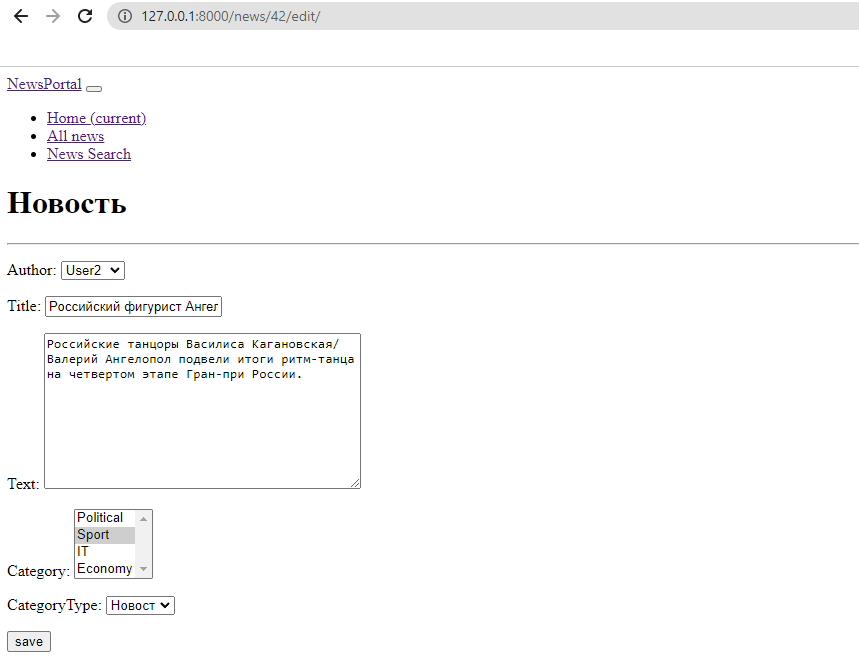 127.0.0.1:8000/news/42/edit/
NewsPortal
Home (current)
All news
News Search
Новость
Author: User2
Title: Российский фигурист Ангел
Российские танцоры Василиса Кагановская/
Валерий Ангелопол подвели итоги ритм-танца
на четвертом этапе Гран-при России.
Text:
Political
Sport
IT
Economy
Category:
CategoryType: Новост
save